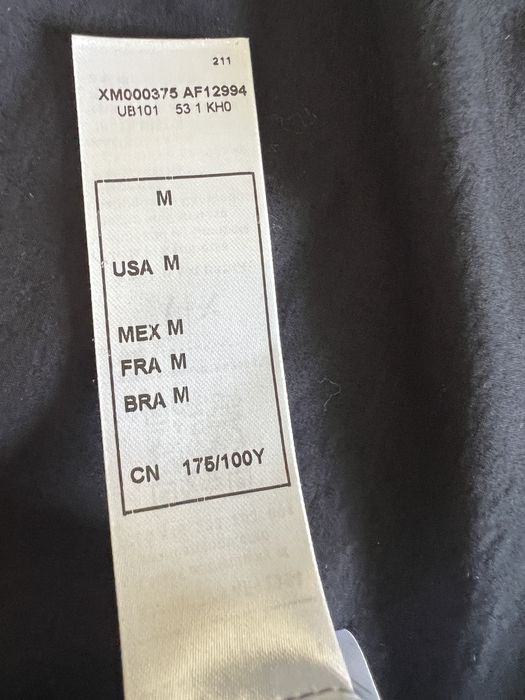 211
XM000375 AF12994
UB101 53 1 KH0
M
USA M
MEX M
FRA M
BRA M
CN 175/100Y